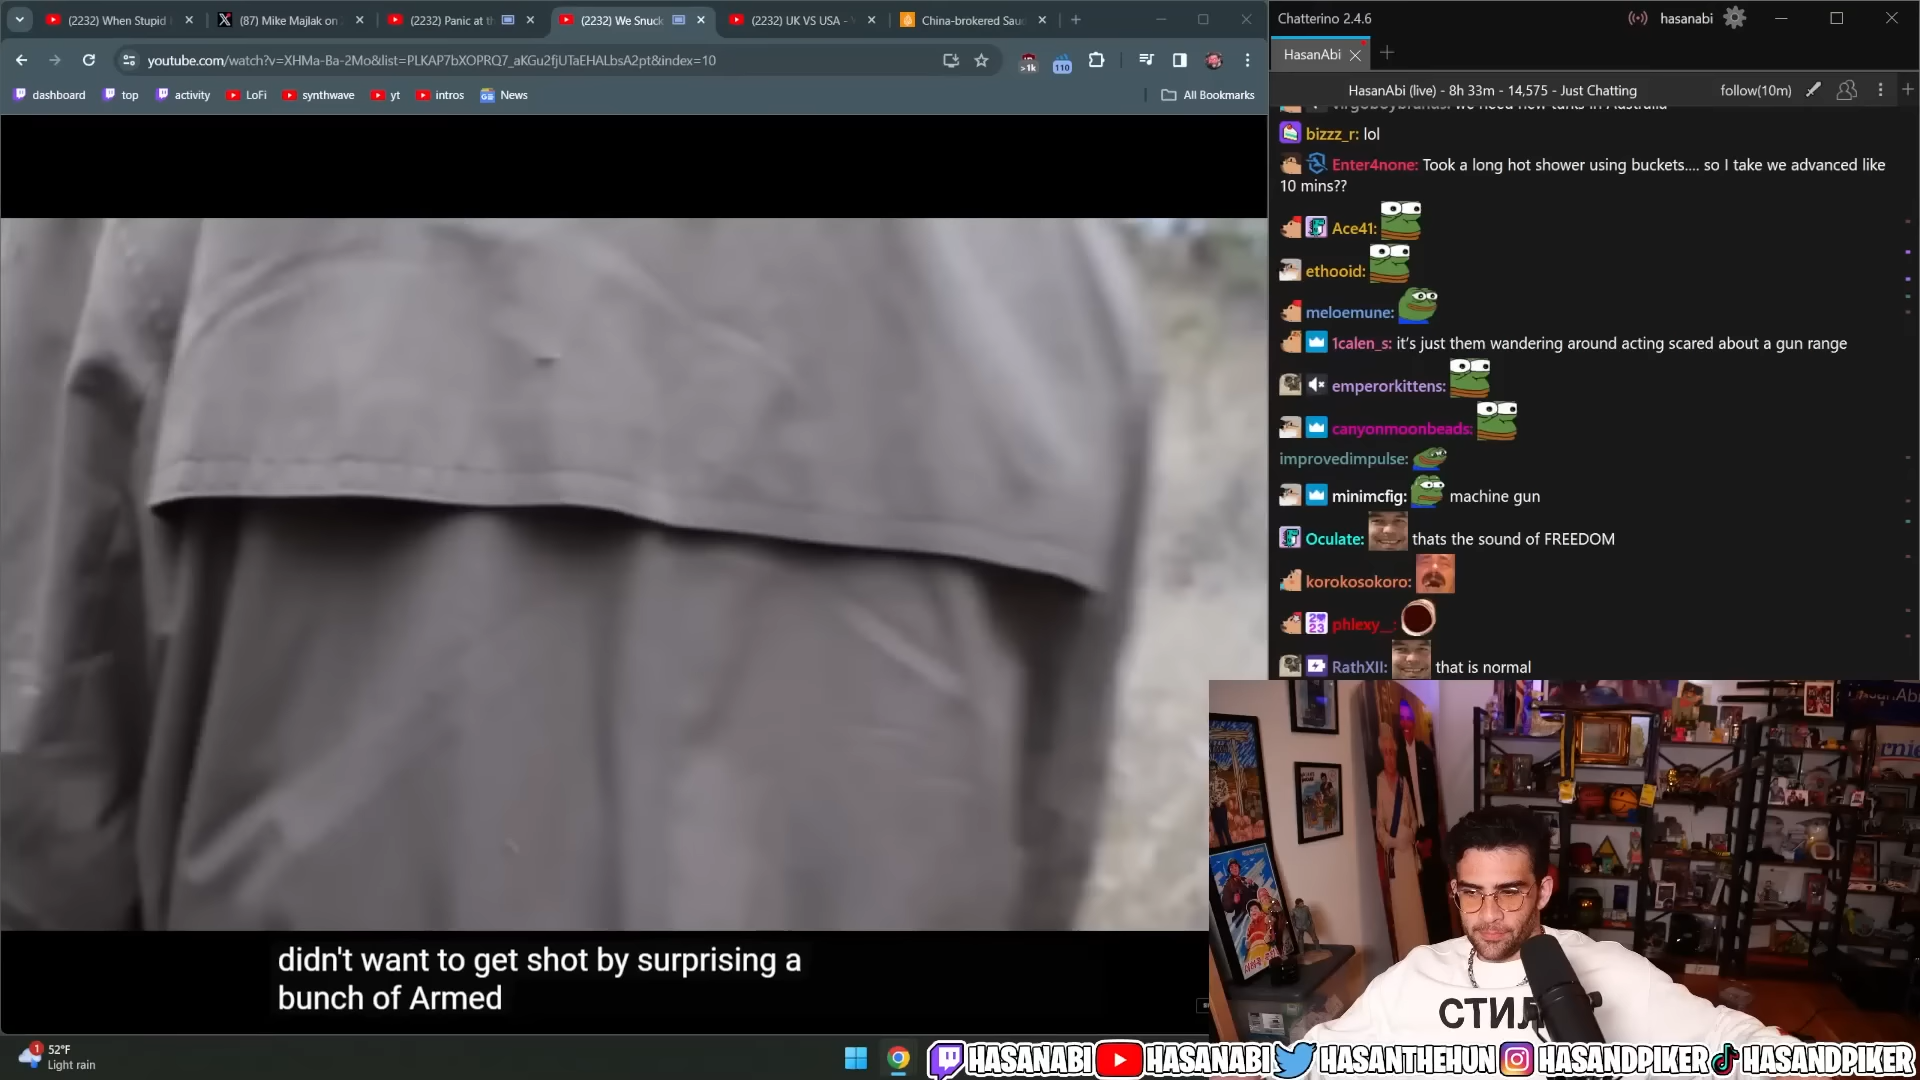 (2232) When Stupid
(87) Mike Majlak on
(2232) Panic at th
(2232) We Snuck
(2232) UK VS USA -
China-brokered Sau
Chatterino 2.4.6
hasanabi
youtube.com/watch?v=XHMa-Ba-2Mo&list=PLKAP7bXOPRQ7_aKGu2fjUTaEHALbsA2pt&index=10
>1k
110
HasanAbi
dashboard
top
activity
LoFi
synthwave
yt
intros
News
All Bookmarks
HasanAbi (live) - 8h 33m - 14,575 - Just Chatting
follow(10m)
bizzz_r: lol
Enter4none: Took a long hot shower using buckets.... so I take we advanced like
10 mins??
Ace41:
ethooid:
meloemune:
1calen_s: it's just them wandering around acting scared about a gun range
emperorkittens:
canyonmoonbeads:
improvedimpulse:
minimcfig: machine gun
Oculate: thats the sound of FREEDOM
korokosokoro:
phlexy__:
RathXII: that is normal
didn't want to get shot by surprising a
bunch of Armed
СТИЛ
1
52°F
Light rain
HASANABI
HASANABI
HASANTHEHUN
HASANDPIKER
HASANDPIKER